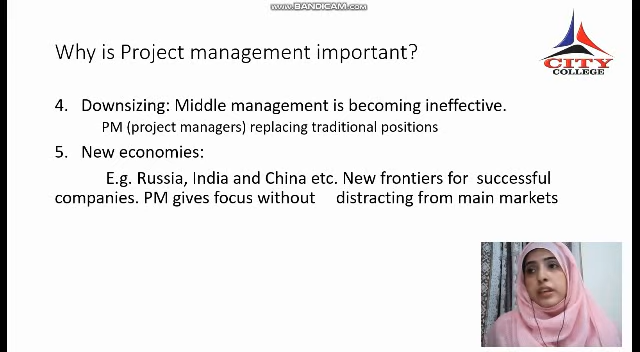 www.BANDICAM.com
Why is Project management important?
CITY
COLLEGE
4. Downsizing: Middle management is becoming ineffective.
PM (project managers) replacing traditional positions
5. New economies:
E.g. Russia, India and China etc. New frontiers for successful
companies. PM gives focus without distracting from main markets